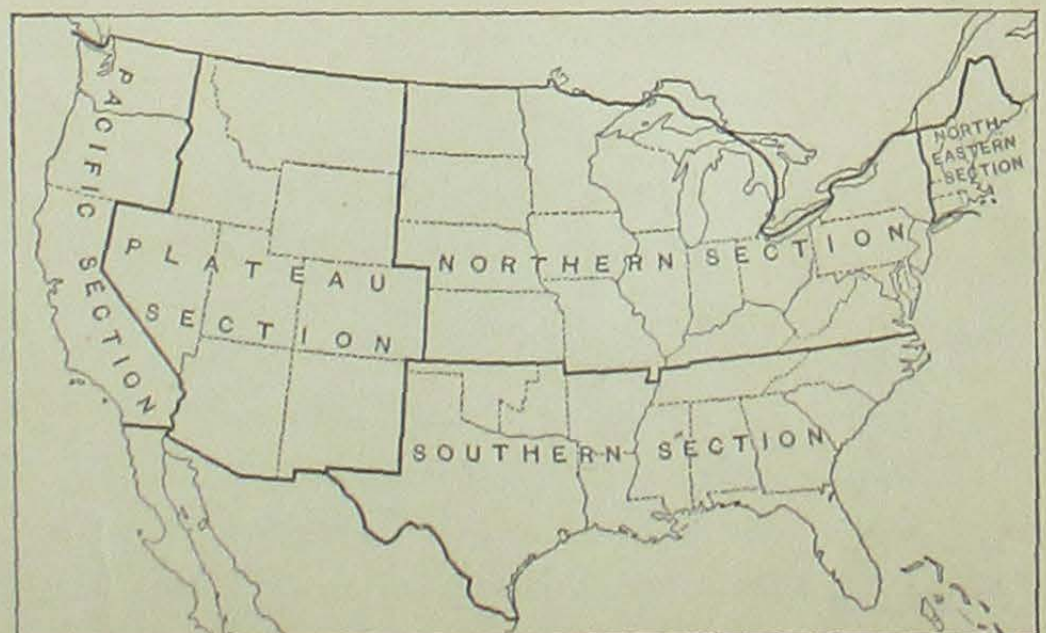 PACIFIC SECTION
PLATEAU
SECTION
NORTHERN SECTION
NORTH-
EASTERN
SECTION
SOUTHERN SECTION